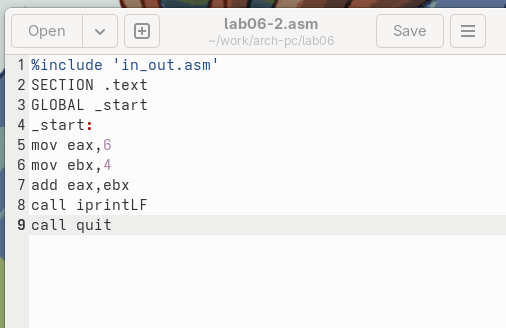 Open
lab06-2.asm
~/work/arch-pc/lab06
Save
1 %include 'in_out.asm'
2 SECTION .text
3 GLOBAL _start
4 _start:
5 mov eax,6
6 mov ebx,4
7 add eax,ebx
8 call iprintLF
9 call quit